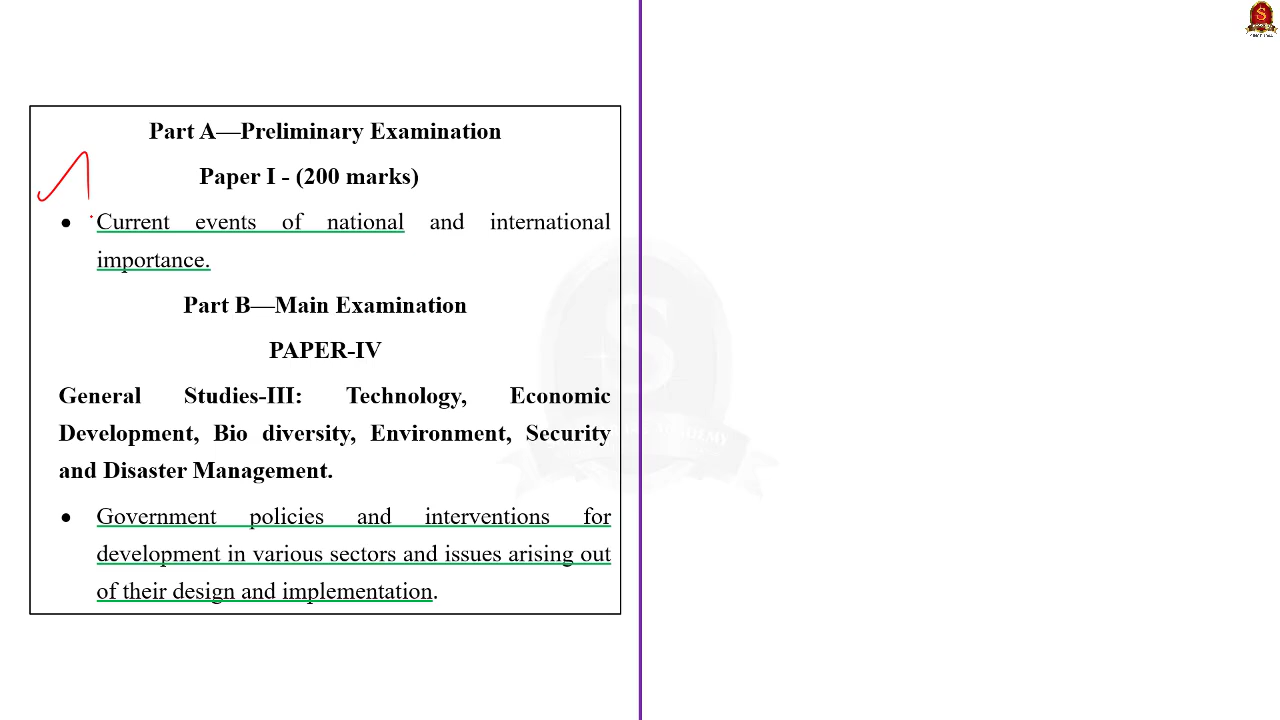 Part A—Preliminary Examination
Paper I - (200 marks)
● Current events of national and international
importance.
Part B—Main Examination
PAPER-IV
General Studies-III: Technology, Economic
Development, Bio diversity, Environment, Security
and Disaster Management.
● Government policies and interventions for
development in various sectors and issues arising out
of their design and implementation.